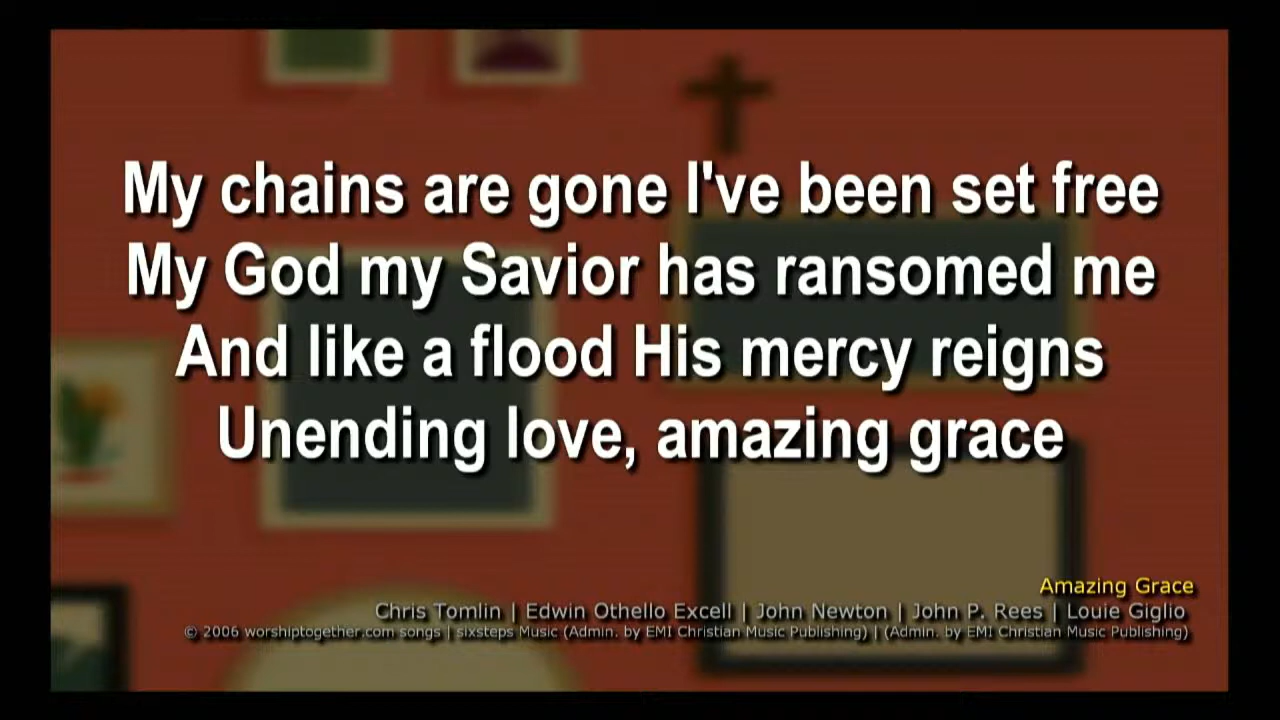 My chains are gone I've been set free
My God my Savior has ransomed me
And like a flood His mercy reigns
Unending love, amazing grace
Amazing Grace
Chris Tomlin | Edwin Othello Excell | John Newton | John P. Rees | Louie Giglio
© 2006 worshiptogether.com songs | sixsteps Music (Admin. by EMI Christian Music Publishing) | (Admin. by EMI Christian Music Publishing)